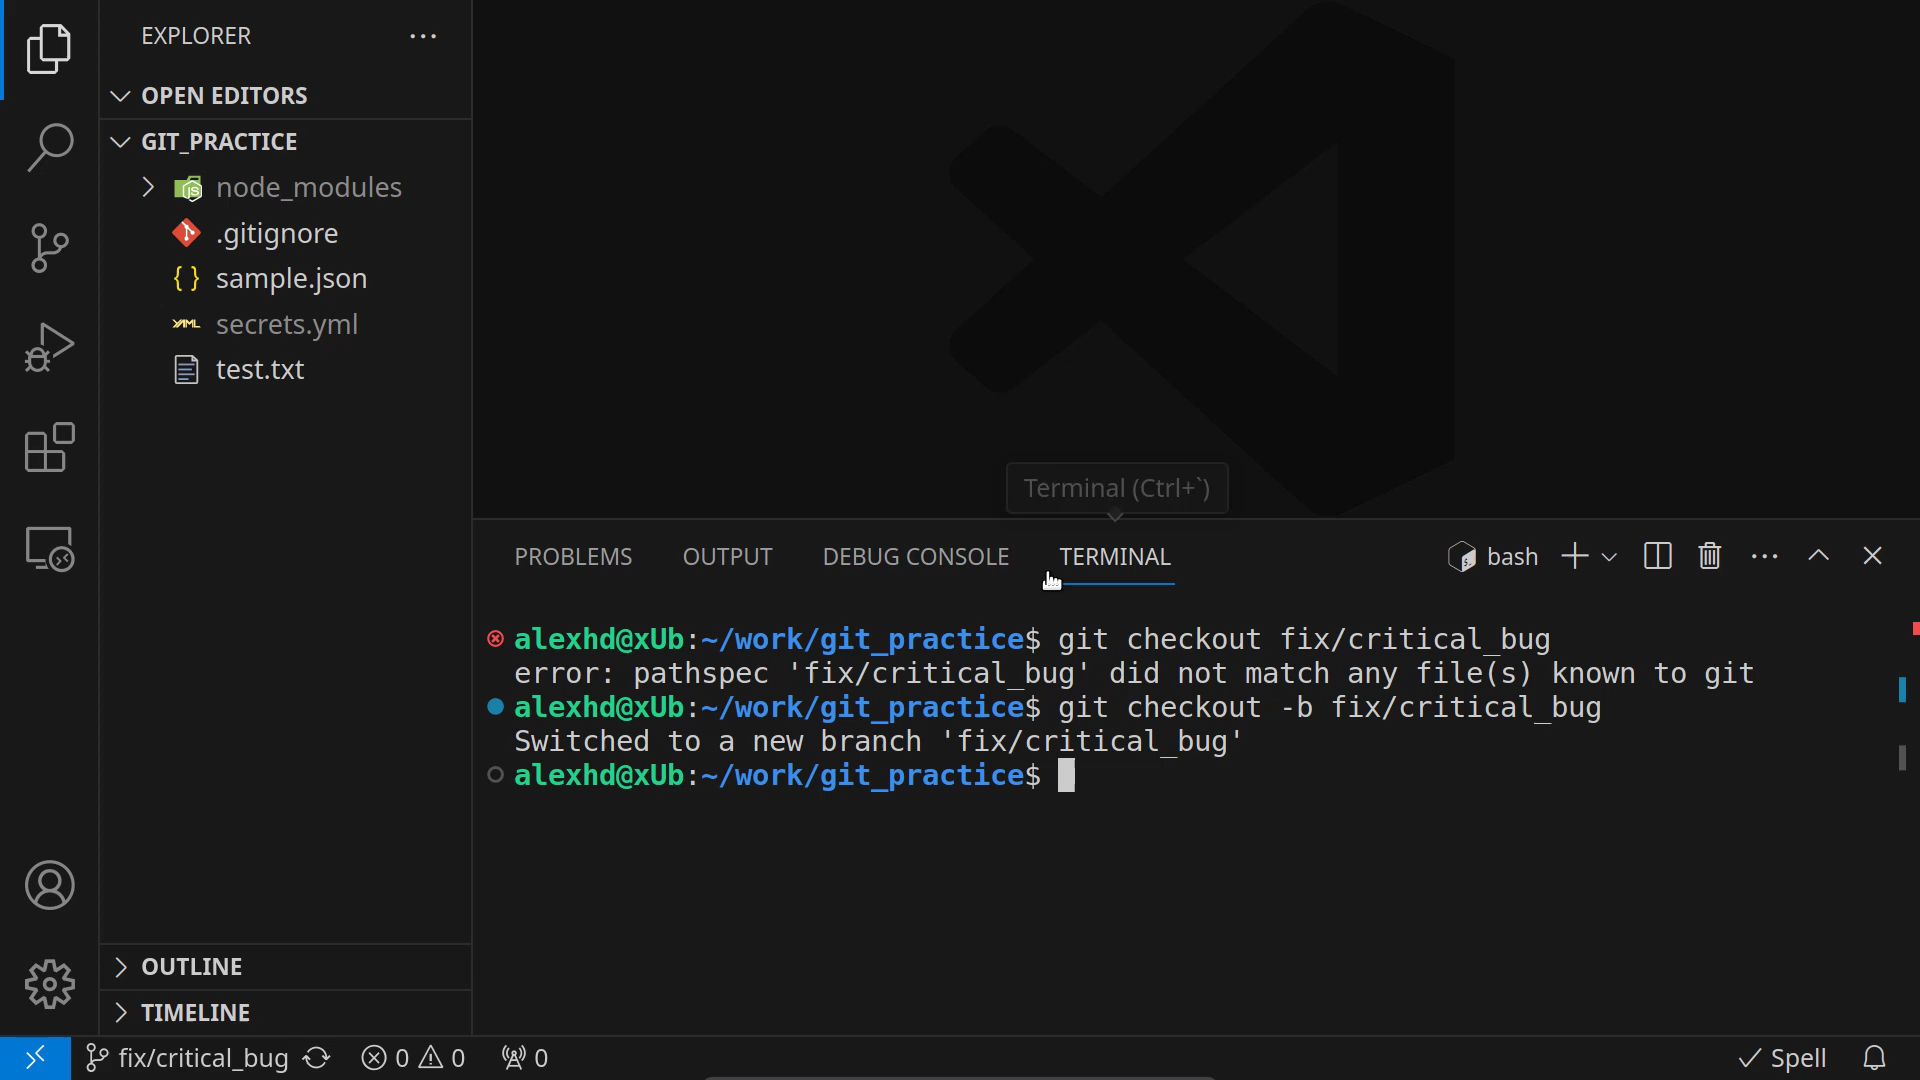 EXPLORER
OPEN EDITORS
GIT_PRACTICE
node_modules
.gitignore
sample.json
secrets.yml
test.txt
OUTLINE
TIMELINE
Terminal (Ctrl+`)
PROBLEMS OUTPUT DEBUG CONSOLE TERMINAL bash
alexhd@xUb:~/work/git_practice$ git checkout fix/critical_bug
error: pathspec 'fix/critical_bug' did not match any file(s) known to git
alexhd@xUb:~/work/git_practice$ git checkout -b fix/critical_bug
Switched to a new branch 'fix/critical_bug'
alexhd@xUb:~/work/git_practice$
fix/critical_bug 0 0 0 Spell